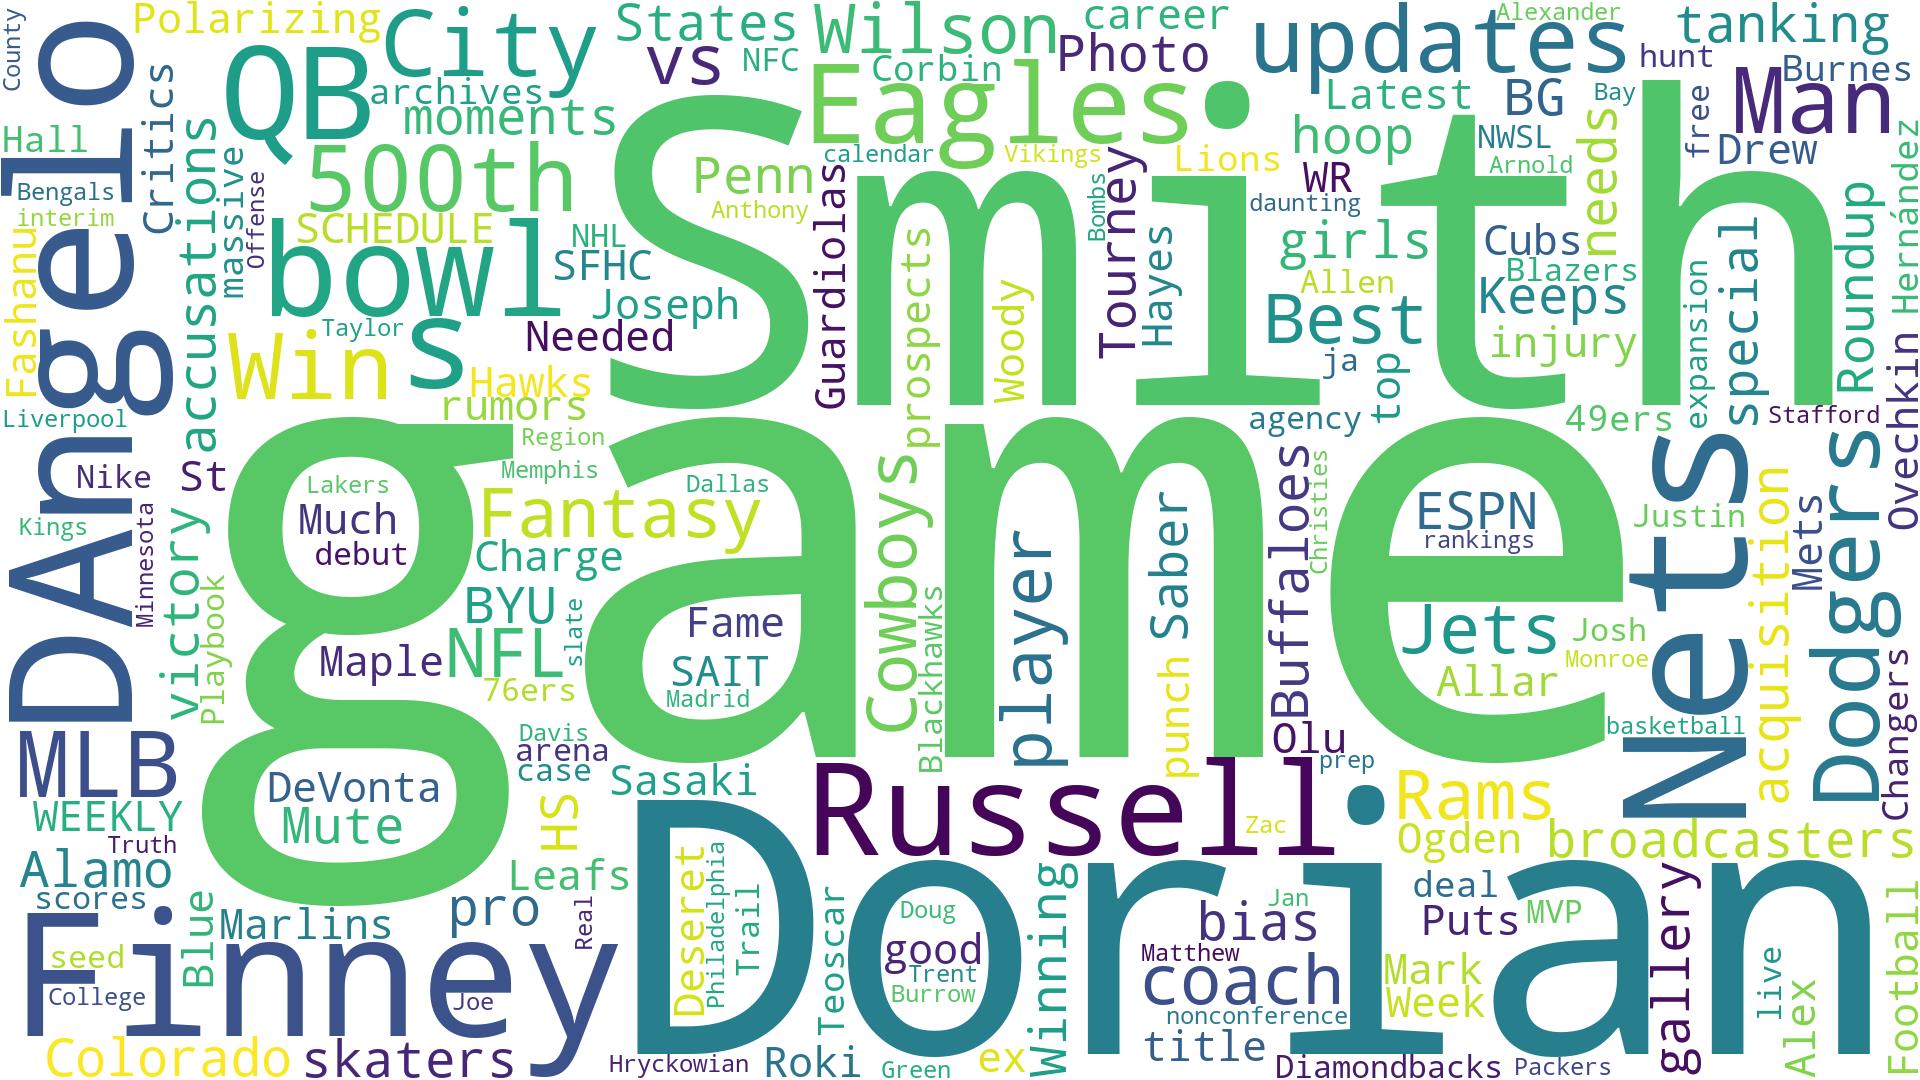 County
Polarizing
City
States
Wilson
career
Alexander
updates
tanking
vs
NFC
Photo
hunt
DAngelo
Critics
QB
archives
moments
Corbin
Eagles
Latest
BG
Bay
Man
Burnes
Hall
accusations
massive
Offense
500th
Smith
Penn
calendar
Vikings
Lions
hoop
NWSL
needs
free
Drew
Bengals
interim
SCHEDULE
Anthony
Guardiolas
Bombs
Tourney
WR
Arnold
daunting
Hernández
Fashanu
bowl
NHL
SFHC
prospects
Hayes
girls
Cubs
special
Roundup
Joseph
Woody
Allen
Blazers
Keeps
expansion
Taylor
s
Needed
Best
injury
Win
Hawks
ja
top
Liverpool
rumors
agency
49ers
Stafford
Ovechkin
Region
game
Nike
St
Memphis
Lakers
Dallas
Cowboys
Buffaloes
Christies
Nets
Kings
Minnesota
victory
Much
Fantasy
player
Saber
ESPN
Justin
acquisition
Mets
Dodgers
debut
Charge
rankings
Playbook
BYU
slate
Fame
Blackhawks
Jets
Josh
Maple
NFL
SAIT
punch
Monroe
76ers
Madrid
Allar
Changers
MLB
Davis
arena
case
Olu
basketball
prep
DeVonta
Sasaki
Russell
Rams
WEEKLY
Mute
HS
Zac
Ogden
broadcasters
Truth
Alamo
Leafs
Dorian
deal
scores
Blue
Marlins
pro
Real
Deseret
Philadelphia
Trail
Teoscar
Doug
Winning
bias
Jan
Puts
MVP
gallery
Football
Finney
seed
good
Matthew
Mark
College
Joe
Trent
Burrow
coach
Week
live
Alex
nonconference
Colorado
skaters
Hryckowian
Roki
Green
ex
title
Diamondbacks
Packers